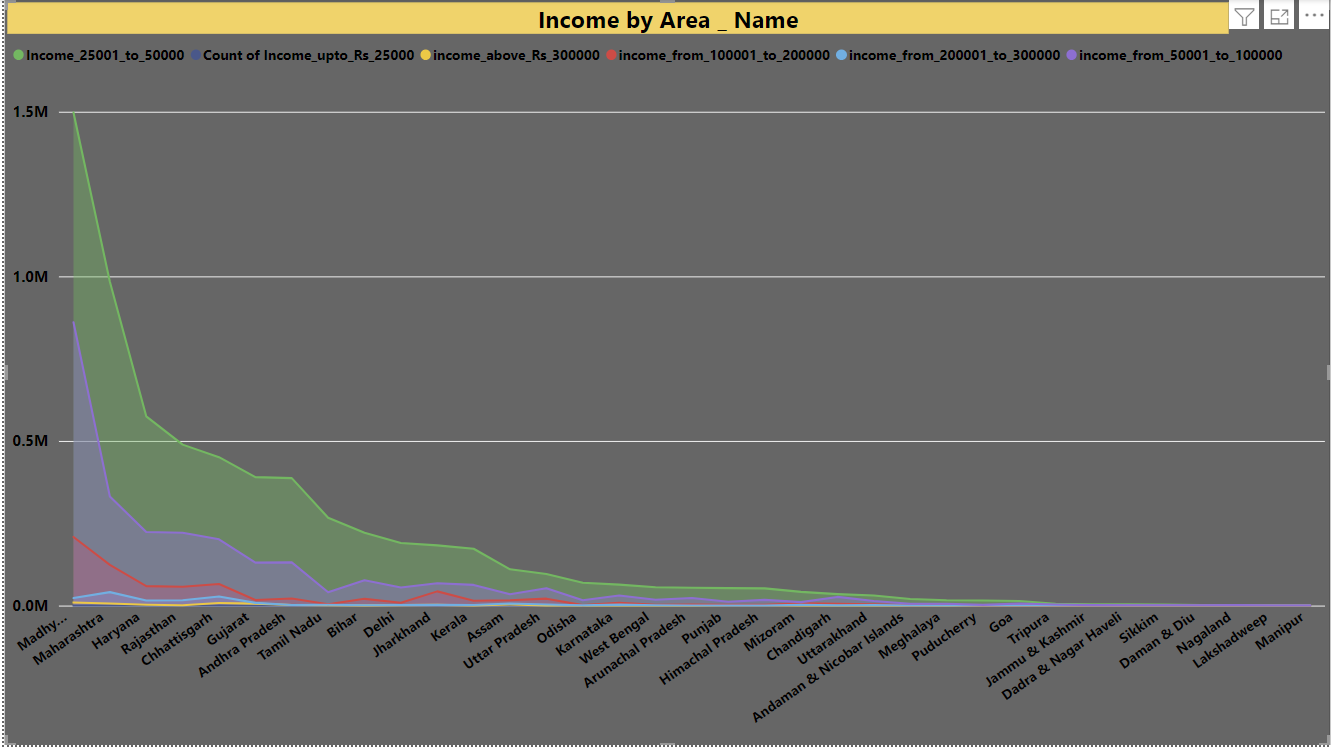 Income by Area _ Name
Income_25001_to_50000 Count of Income_upto_Rs_25000 income_above_Rs_300000 income_from_100001_to_200000 income_from_200001_to_300000 income_from_50001_to_100000
1.5M
1.0M
0.5M
0.0M
Madhy...
Maharashtra
Haryana
Rajasthan
Chhattisgarh
Gujarat
Andhra Pradesh
Tamil Nadu
Bihar
Delhi
Jharkhand
Kerala
Assam
Uttar Pradesh
Odisha
Karnataka
West Bengal
Arunachal Pradesh
Punjab
Himachal Pradesh
Mizoram
Chandigarh
Uttarakhand
Andaman & Nicobar Islands
Meghalaya
Puducherry
Goa
Tripura
Jammu & Kashmir
Dadra & Nagar Haveli
Sikkim
Daman & Diu
Nagaland
Lakshadweep
Manipur